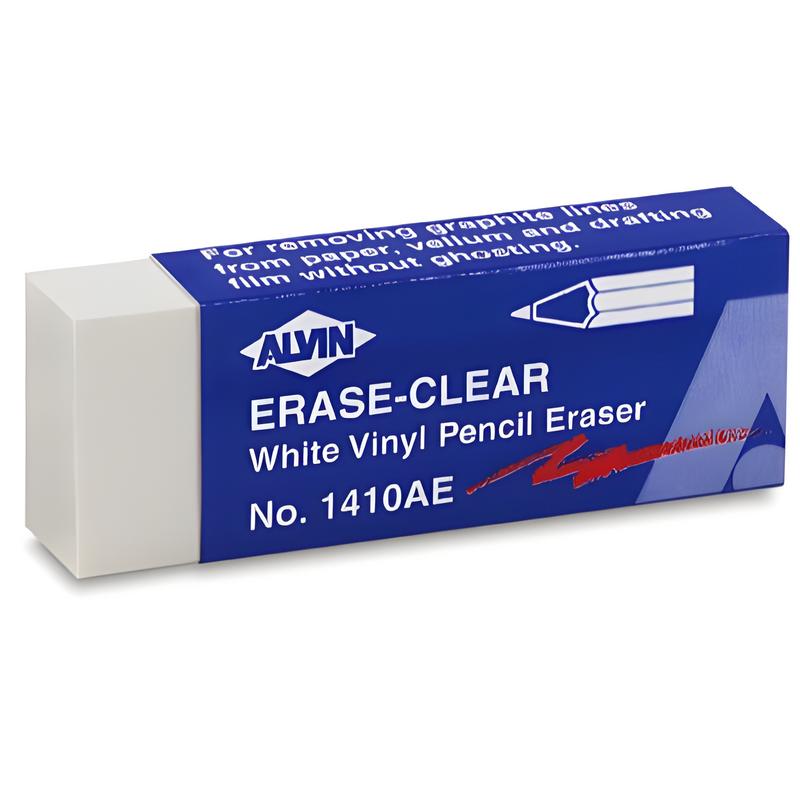 For removing graphite lines
from paper, vellum and drafting
film without ghosting.
ALVIN
ERASE-CLEAR
White Vinyl Pencil Eraser
No. 1410AE